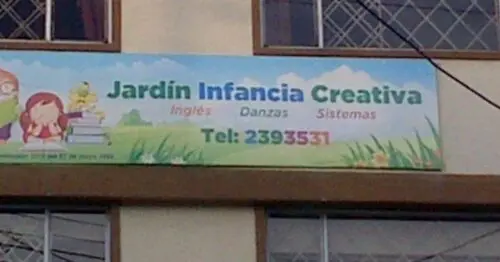 Jardín Infancia Creativa
Inglés Danzas Sistemas
Tel: 2393531